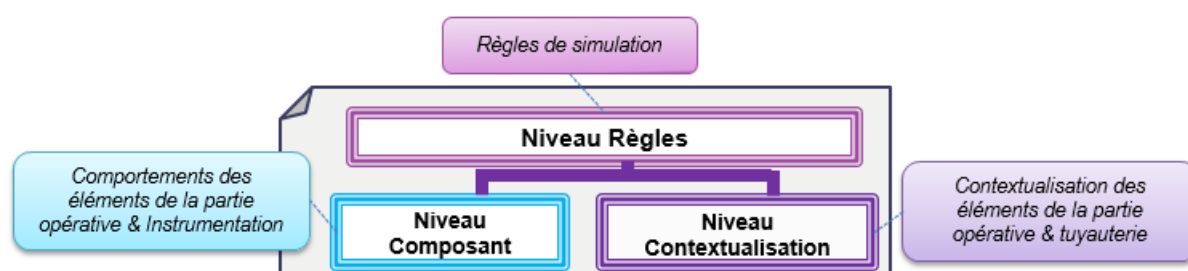 Règles de simulation
Niveau Règles
Comportements des
éléments de la partie
opérative & Instrumentation
Niveau
Composant
Niveau
Contextualisation
Contextualisation des
éléments de la partie
opérative & tuyauterie